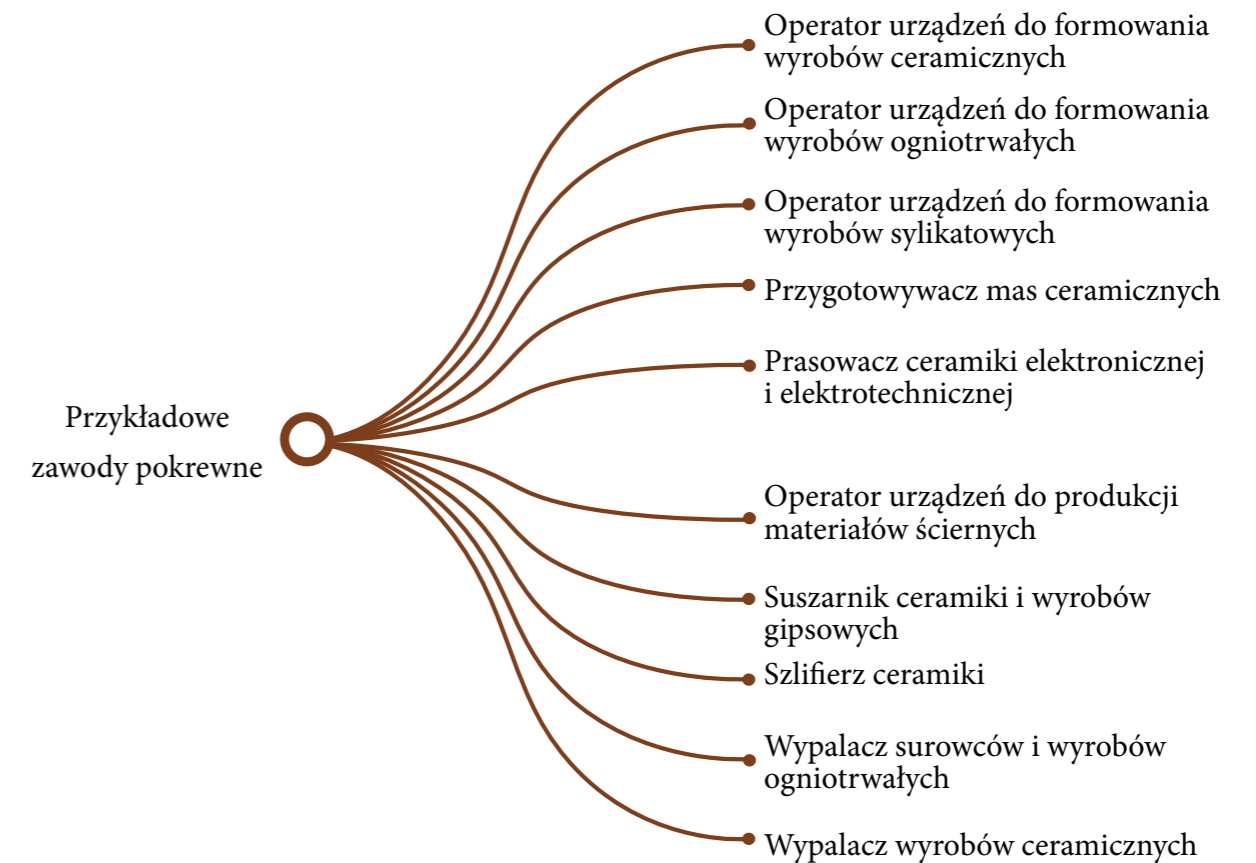 Przykładowe
zawody pokrewne
Operator urządzeń do formowania
wyrobów ceramicznych
Operator urządzeń do formowania
wyrobów ogniotrwałych
Operator urządzeń do formowania
wyrobów sylikatowych
Przygotowywacz mas ceramicznych
Prasowacz ceramiki elektronicznej
i elektrotechnicznej
Operator urządzeń do produkcji
materiałów ściernych
Suszarnik ceramiki i wyrobów
gipsowych
Szlifierz ceramiki
Wypalacz surowców i wyrobów
ogniotrwałych
Wypalacz wyrobów ceramicznych